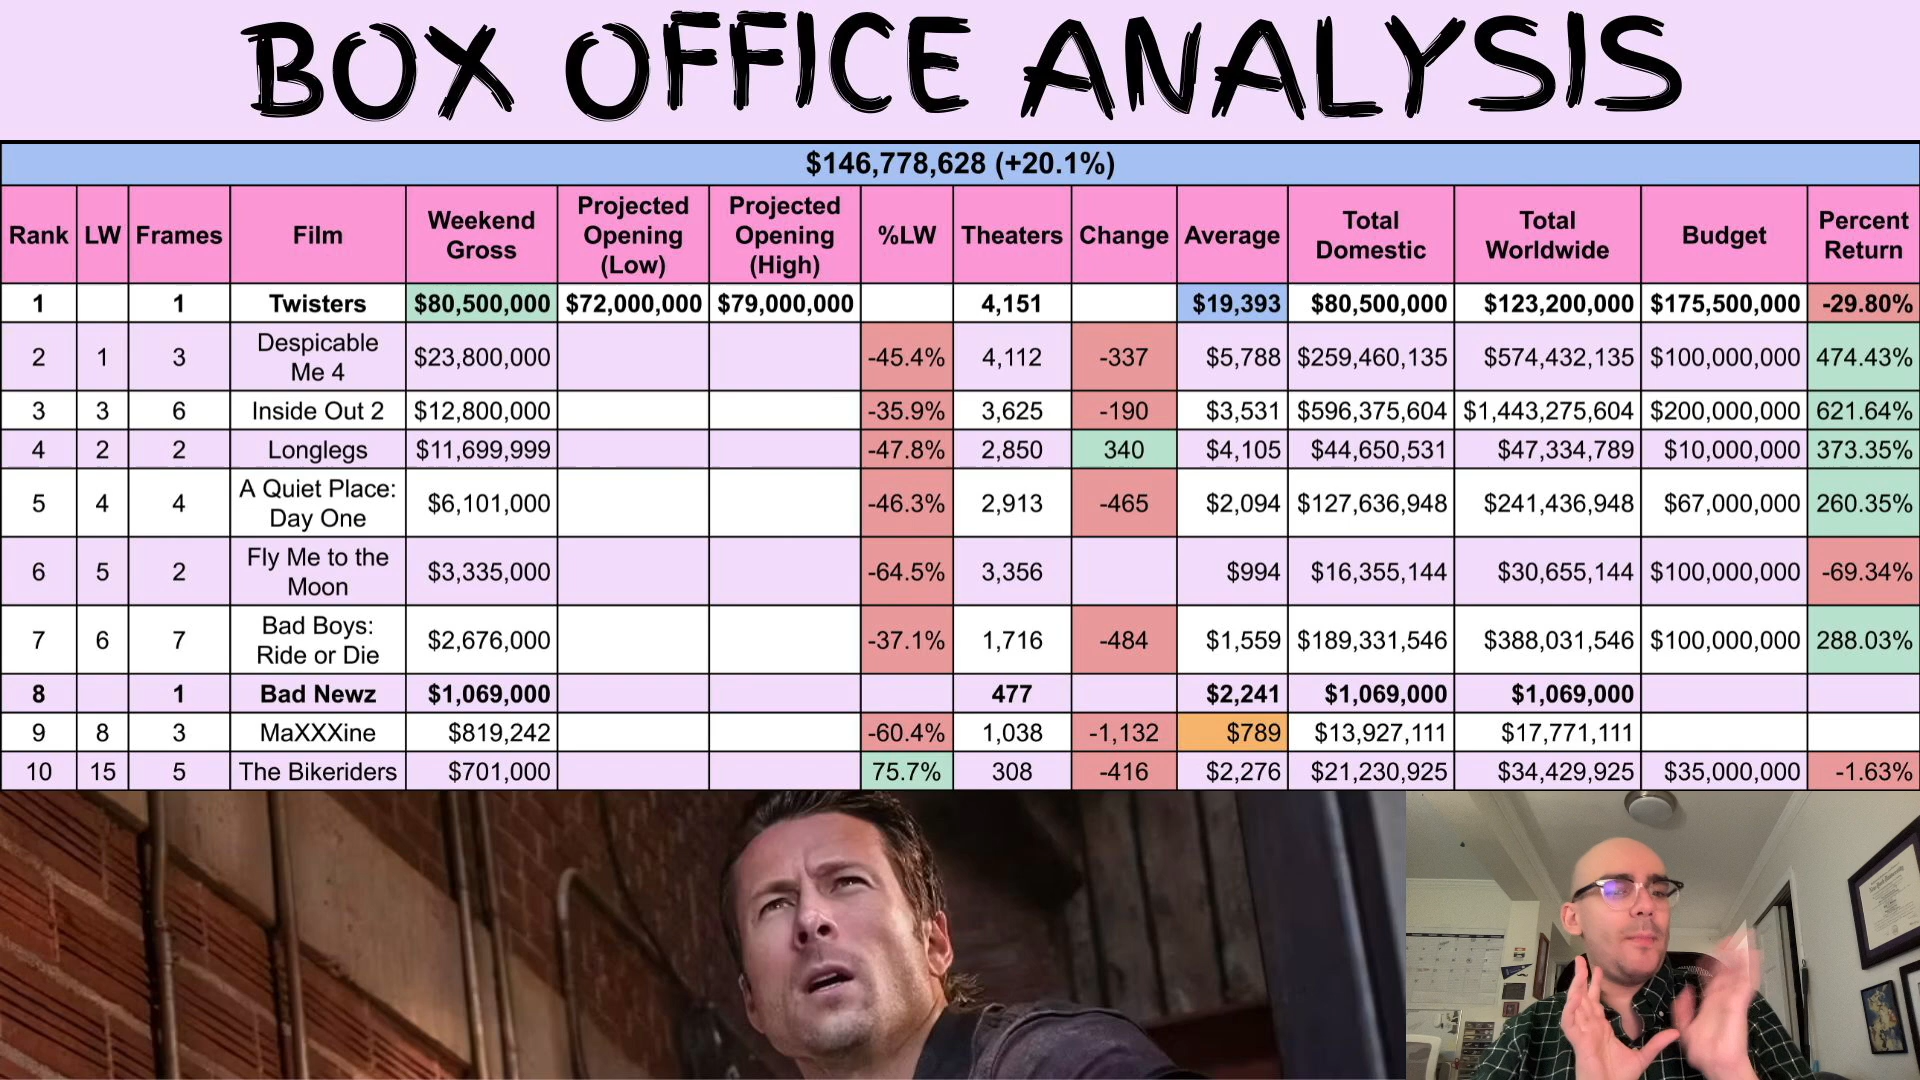 BOX OFFICE ANALYSIS
$146,778,628 (+20.1%)
Rank LW Frames Film Weekend Gross Projected Opening (Low) Projected Opening (High) %LW Theaters Change Average Total Domestic Total Worldwide Budget Percent Return
1 1 Twisters $80,500,000 $72,000,000 $79,000,000 4,151 $19,393 $80,500,000 $123,200,000 $175,500,000 -29.80%
2 1 3 Despicable Me 4 $23,800,000 -45.4% 4,112 -337 $5,788 $259,460,135 $574,432,135 $100,000,000 474.43%
3 3 6 Inside Out 2 $12,800,000 -35.9% 3,625 -190 $3,531 $596,375,604 $1,443,275,604 $200,000,000 621.64%
4 2 2 Longlegs $11,699,999 -47.8% 2,850 340 $4,105 $44,650,531 $47,334,789 $10,000,000 373.35%
5 4 4 A Quiet Place: Day One $6,101,000 -46.3% 2,913 -465 $2,094 $127,636,948 $241,436,948 $67,000,000 260.35%
6 5 2 Fly Me to the Moon $3,335,000 -64.5% 3,356 $994 $16,355,144 $30,655,144 $100,000,000 -69.34%
7 6 7 Bad Boys: Ride or Die $2,676,000 -37.1% 1,716 -484 $1,559 $189,331,546 $388,031,546 $100,000,000 288.03%
8 1 Bad Newz $1,069,000 477 $2,241 $1,069,000 $1,069,000
9 8 3 MaXXXine $819,242 -60.4% 1,038 -1,132 $789 $13,927,111 $17,771,111
10 15 5 The Bikeriders $701,000 75.7% 308 -416 $2,276 $21,230,925 $34,429,925 $35,000,000 -1.63%